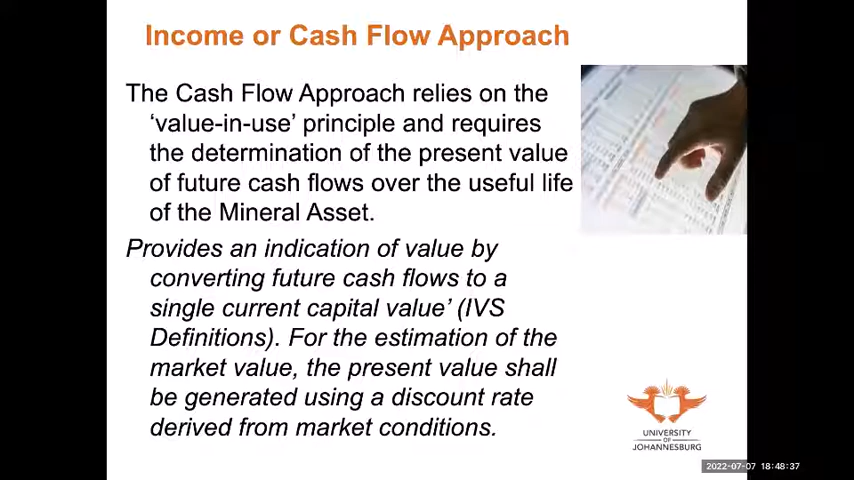 Income or Cash Flow Approach
The Cash Flow Approach relies on the
‘value-in-use’ principle and requires
the determination of the present value
of future cash flows over the useful life
of the Mineral Asset.
Provides an indication of value by
converting future cash flows to a
single current capital value’ (IVS
Definitions). For the estimation of the
market value, the present value shall
be generated using a discount rate
derived from market conditions.
UNIVERSITY
OF
JOHANNESBURG
2022-07-07 18:48:37